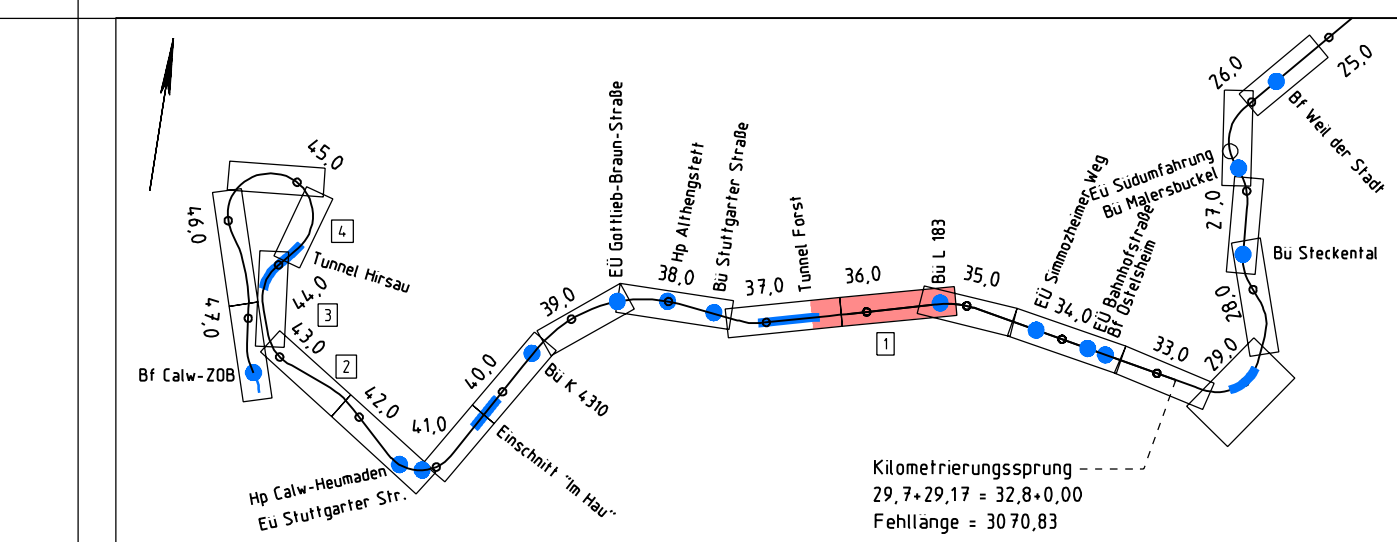 45,0
46,0
4
Tunnel Hirsau
44,0
3
47,0
43,0
Bf Calw-ZOB
2
42,0
41,0
Hp Calw-Heumaden
EÜ Stuttgarter Str.
40,0
Einschnitt "Im Hau"
Bü K 4310
39,0
EÜ Gottlieb-Braun-Straße
38,0
Hp Althengstett
Bü Stuttgarter Straße
37,0
Tunnel Forst
36,0
1
Bü L 183
35,0
EÜ Simmozheimer Weg
34,0
EÜ Bahnhofstraße
Bf Ostelsheim
33,0
Kilometrierungssprung
29,7+29,17 = 32,8+0,00
Fehllänge = 3070,83
29,0
28,0
Bü Steckental
27,0
EÜ Südumfahrung
Bü Malersbuckel
26,0
Bf Weil der Stadt
25,0